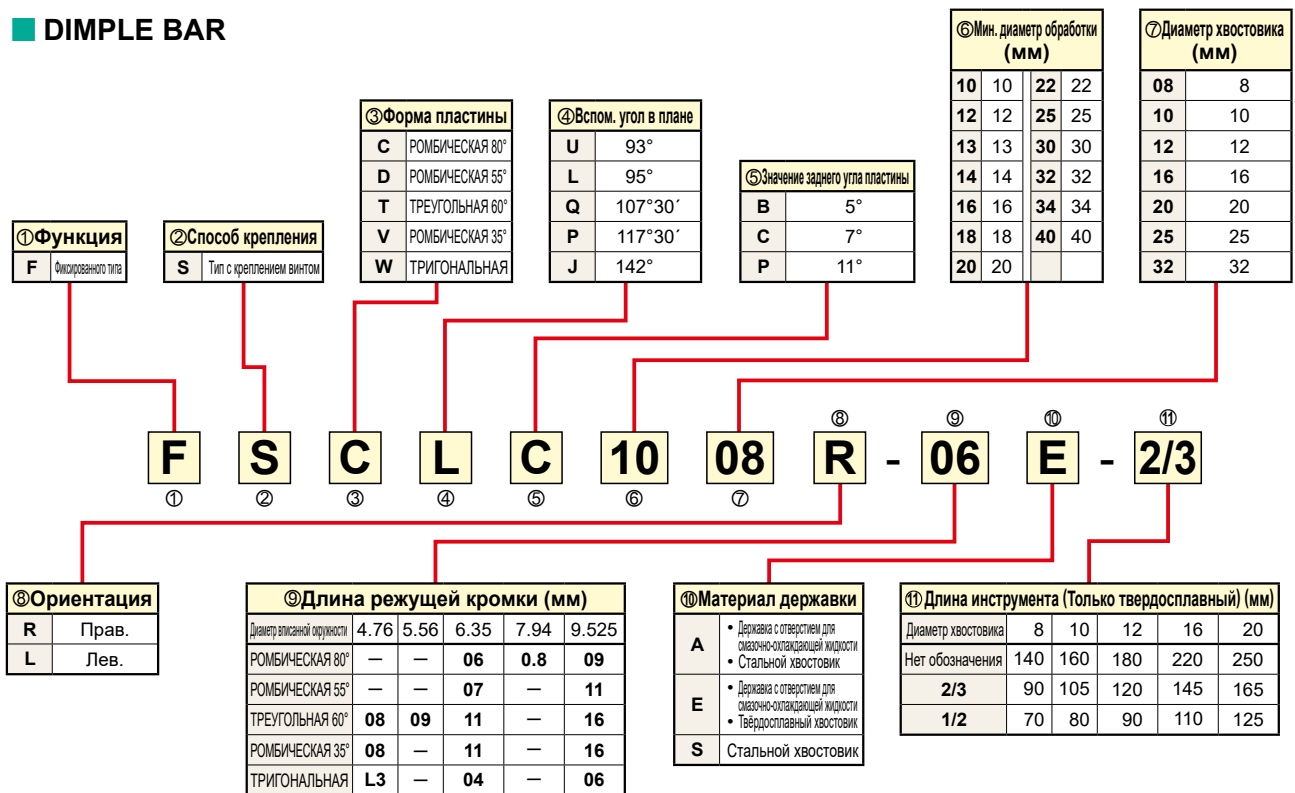 DIMPLE BAR
⑥Мин. диаметр обработки (мм)
10 10 22 22
12 12 25 25
13 13 30 30
14 14 32 32
16 16 34 34
18 18 40 40
20 20
⑦Диаметр хвостовика (мм)
08 8
10 10
12 12
16 16
20 20
25 25
32 32
③Форма пластины
C РОМБИЧЕСКАЯ 80°
D РОМБИЧЕСКАЯ 55°
T ТРЕУГОЛЬНАЯ 60°
V РОМБИЧЕСКАЯ 35°
W ТРИГОНАЛЬНАЯ
④Вспом. угол в плане
U 93°
L 95°
Q 107°30´
P 117°30´
J 142°
⑤Значение заднего угла пластины
B 5°
C 7°
P 11°
①Функция
F Фиксированного типа
②Способ крепления
S Тип с креплением винтом
⑧ ⑨ ⑩ ⑪
F S C L C 10 08 R - 06 E - 2/3
① ② ③ ④ ⑤ ⑥ ⑦
⑧Ориентация
R Прав.
L Лев.
⑨Длина режущей кромки (мм)
Диаметр вписанной окружности 4.76 5.56 6.35 7.94 9.525
РОМБИЧЕСКАЯ 80° — — 06 0.8 09
РОМБИЧЕСКАЯ 55° — — 07 — 11
ТРЕУГОЛЬНАЯ 60° 08 09 11 — 16
РОМБИЧЕСКАЯ 35° 08 — 11 — 16
ТРИГОНАЛЬНАЯ L3 — 04 — 06
⑩Материал державки
A • Державка с отверстием для
смазочно-охлаждающей жидкости
• Стальной хвостовик
E • Державка с отверстием для
смазочно-охлаждающей жидкости
• Твёрдосплавный хвостовик
S Стальной хвостовик
⑪ Длина инструмента (Только твердосплавный) (мм)
Диаметр хвостовика 8 10 12 16 20
Нет обозначения 140 160 180 220 250
2/3 90 105 120 145 165
1/2 70 80 90 110 125